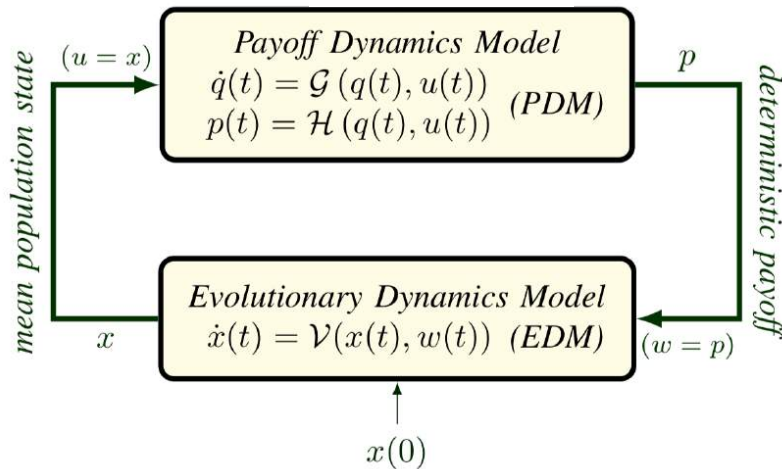 (u = x)
Payoff Dynamics Model
q̇(t) = 𝒢 (q(t), u(t))
p(t) = ℋ (q(t), u(t))
(PDM)
p
mean population state
deterministic payoff
Evolutionary Dynamics Model
ẋ(t) = 𝒱(x(t), w(t)) (EDM)
x
(w = p)
x(0)